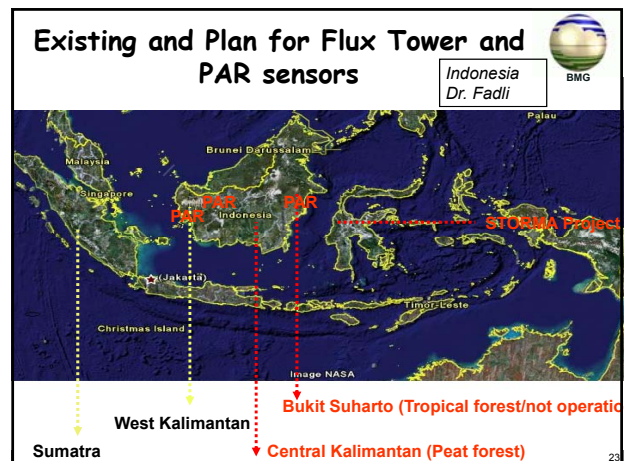 Existing and Plan for Flux Tower and
PAR sensors
Indonesia
Dr. Fadli
BMG
Palau
Brunei Darussalam
Malaysia
Singapore
PAR
PAR
PAR
Indonesia
STORMA Project
(Jakarta)
Timor-Leste
Christmas Island
Image NASA
Bukit Suharto (Tropical forest/not operatio
West Kalimantan
Sumatra
Central Kalimantan (Peat forest)
23